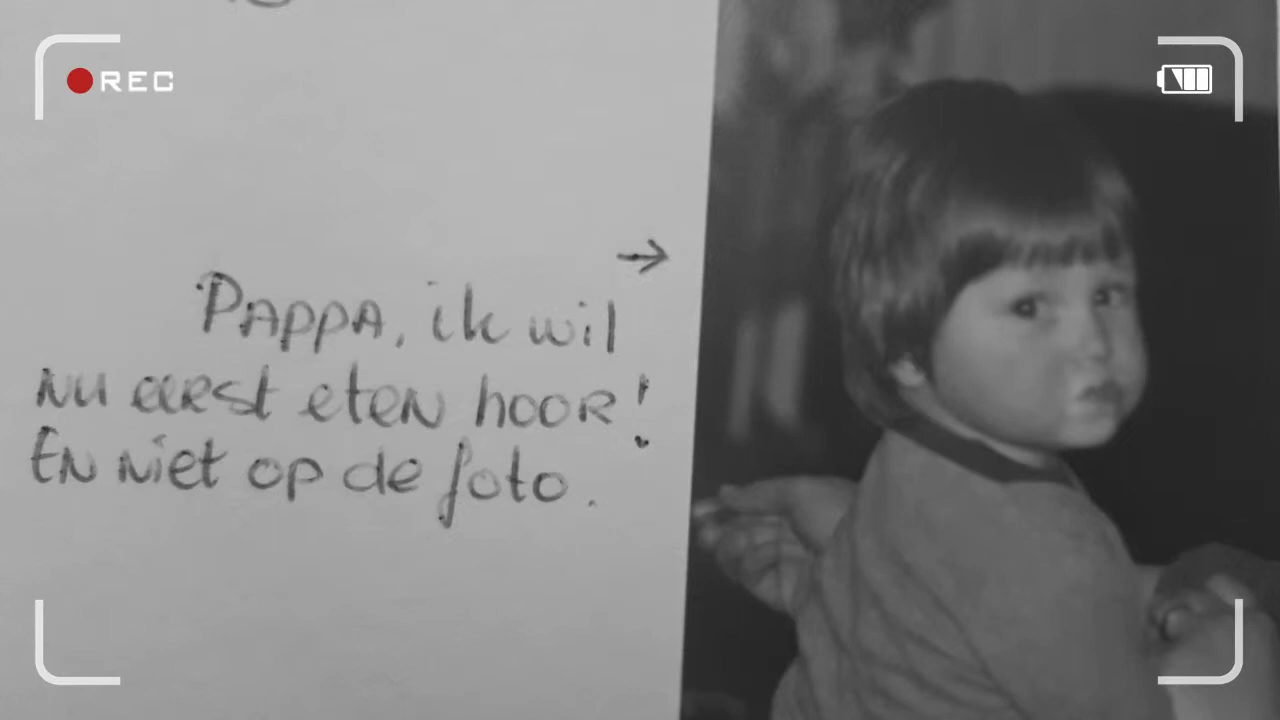 REC
→
PAPPA, ik wil
NU eerst eten hoor!
EN Niet op de foto.